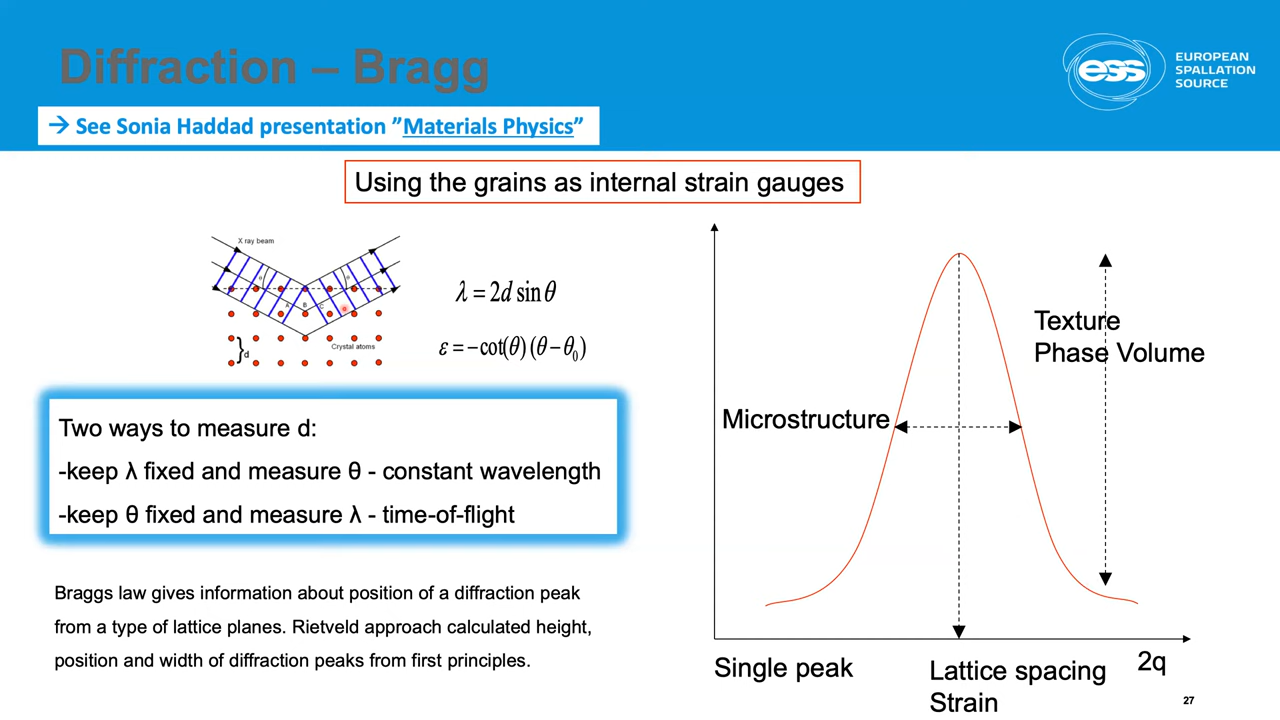 Diffraction – Bragg
ess
EUROPEAN
SPALLATION
SOURCE
→ See Sonia Haddad presentation ”Materials Physics”
Using the grains as internal strain gauges
X ray beam
θ θ
A B C
d
Crystal atoms
λ = 2d sin θ
ε = −cot(θ) (θ − θ₀)
Texture
Phase Volume
Microstructure
Two ways to measure d:
-keep λ fixed and measure θ - constant wavelength
-keep θ fixed and measure λ - time-of-flight
Braggs law gives information about position of a diffraction peak
from a type of lattice planes. Rietveld approach calculated height,
position and width of diffraction peaks from first principles.
Single peak
Lattice spacing
Strain
2q
27